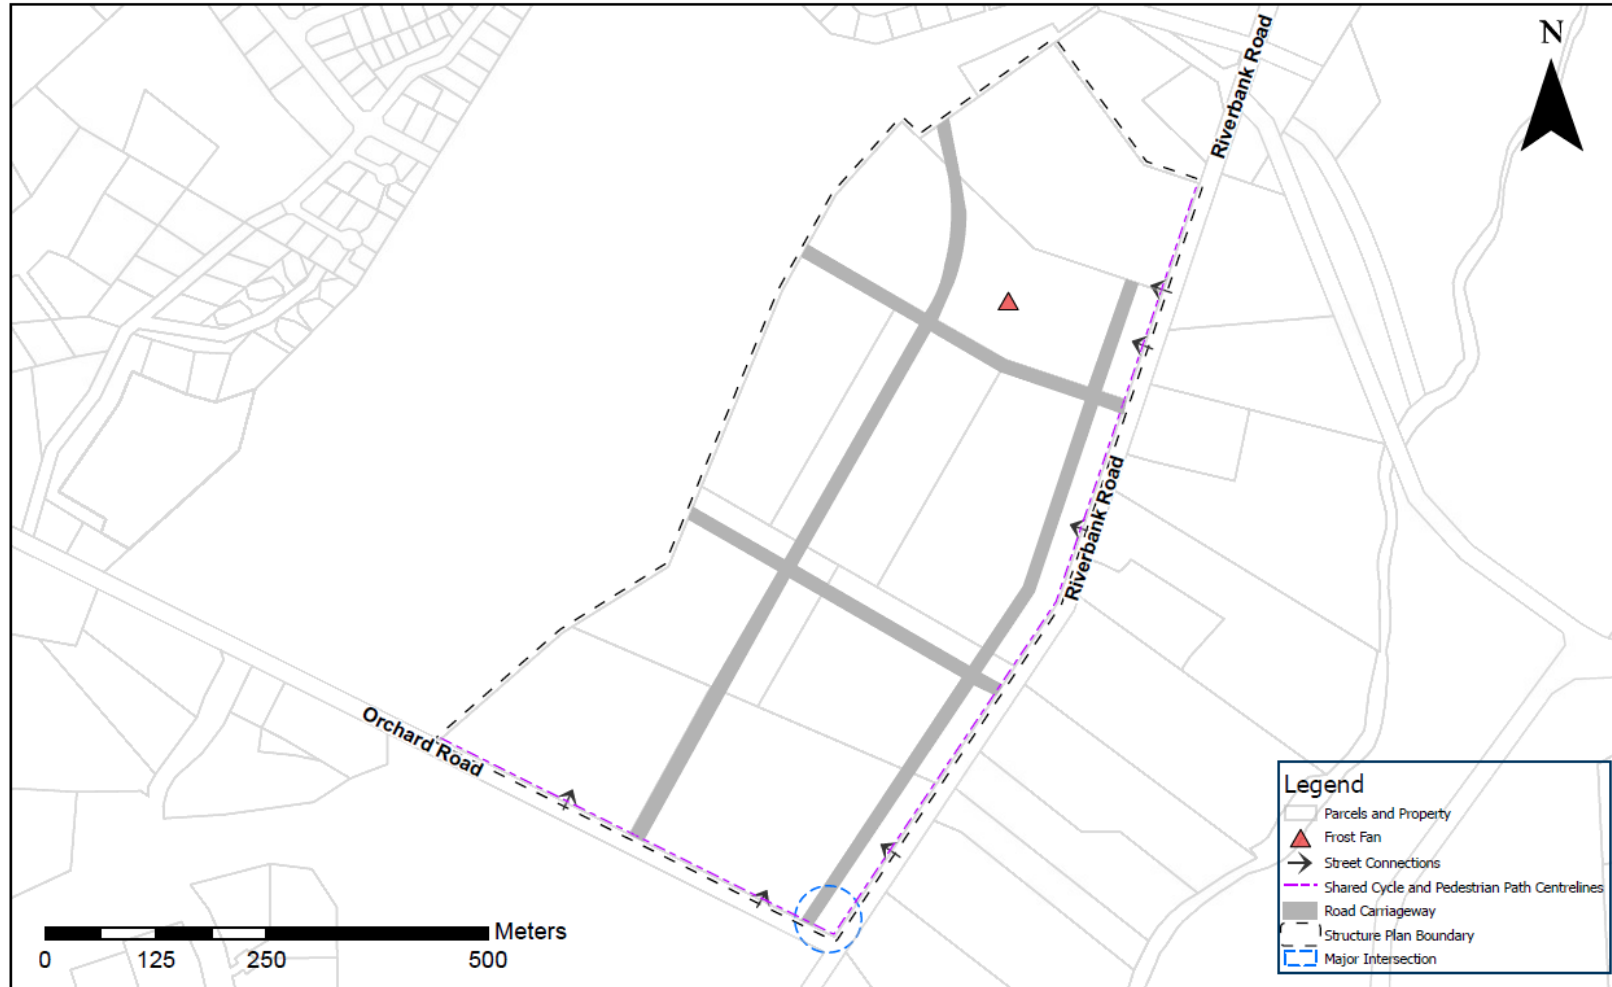 N
Riverbank Road
Riverbank Road
Orchard Road
Meters
0 125 250 500
Legend
Parcels and Property
Frost Fan
Street Connections
Shared Cycle and Pedestrian Path Centrelines
Road Carriageway
Structure Plan Boundary
Major Intersection